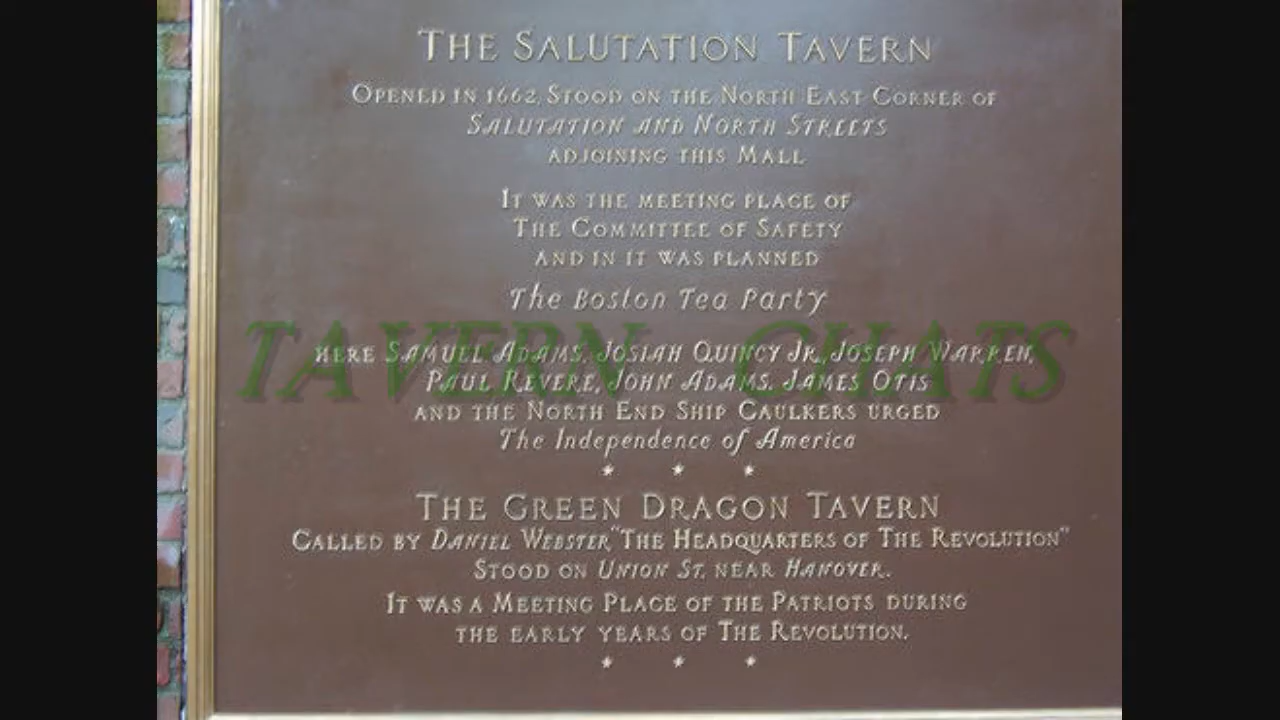 THE SALUTATION TAVERN
OPENED IN 1662, STOOD ON THE NORTH EAST CORNER OF
SALUTATION AND NORTH STREETS
ADJOINING THIS MALL
IT WAS THE MEETING PLACE OF
THE COMMITTEE OF SAFETY
AND IN IT WAS PLANNED
The Boston Tea Party
TAVERN CHATS
HERE SAMUEL ADAMS, JOSIAH QUINCY JR., JOSEPH WARREN,
PAUL REVERE, JOHN ADAMS, JAMES OTIS
AND THE NORTH END SHIP CAULKERS URGED
The Independence of America
* * *
THE GREEN DRAGON TAVERN
CALLED BY DANIEL WEBSTER, "THE HEADQUARTERS OF THE REVOLUTION"
STOOD ON UNION ST. NEAR HANOVER.
IT WAS A MEETING PLACE OF THE PATRIOTS DURING
THE EARLY YEARS OF THE REVOLUTION.
* * *